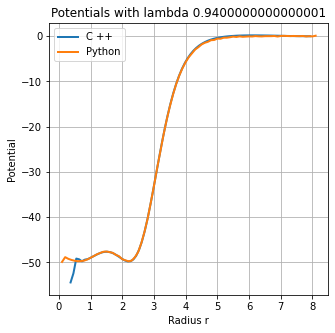 Potentials with lambda 0.9400000000000001
C ++
Python
0
−10
−20
−30
−40
−50
Potential
0 1 2 3 4 5 6 7 8
Radius r